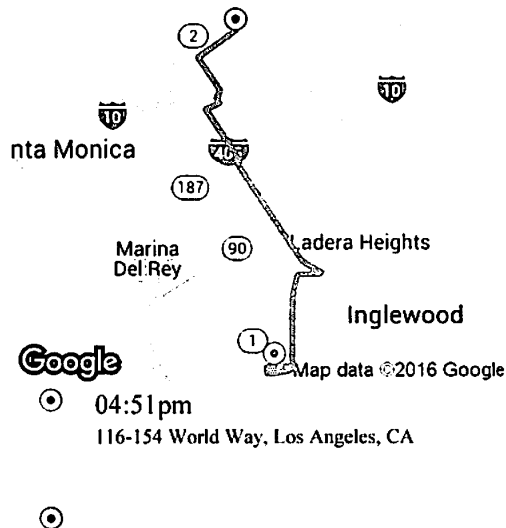 2
10
10
nta Monica
405
187
Marina
Del Rey
90
Ladera Heights
Inglewood
1
Google
Map data ©2016 Google
04:51pm
116-154 World Way, Los Angeles, CA